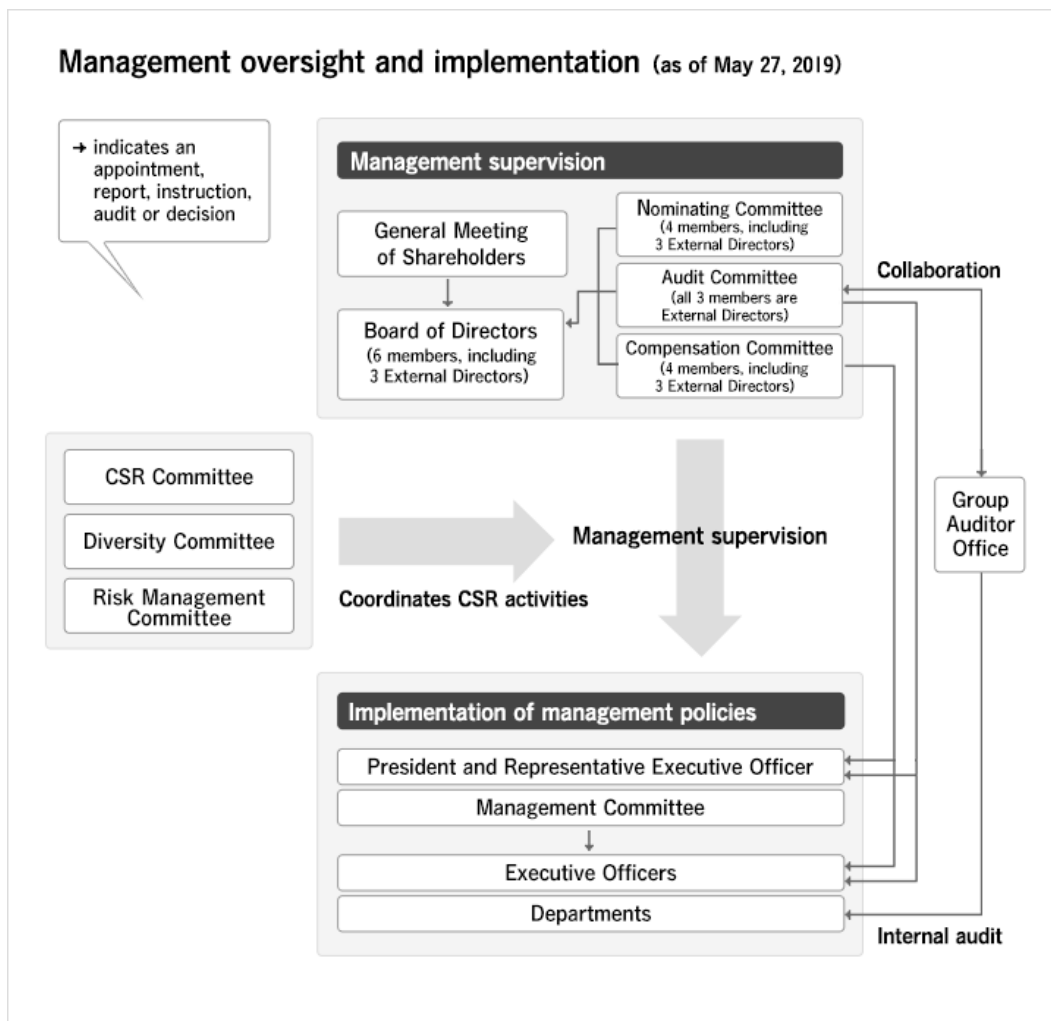 Management oversight and implementation (as of May 27, 2019)
→ indicates an
appointment,
report, instruction,
audit or decision
Management supervision
General Meeting
of Shareholders
Board of Directors
(6 members, including
3 External Directors)
Nominating Committee
(4 members, including
3 External Directors)
Audit Committee
(all 3 members are
External Directors)
Compensation Committee
(4 members, including
3 External Directors)
Collaboration
Group
Auditor
Office
CSR Committee
Diversity Committee
Risk Management
Committee
Coordinates CSR activities
Management supervision
Implementation of management policies
President and Representative Executive Officer
Management Committee
Executive Officers
Departments
Internal audit